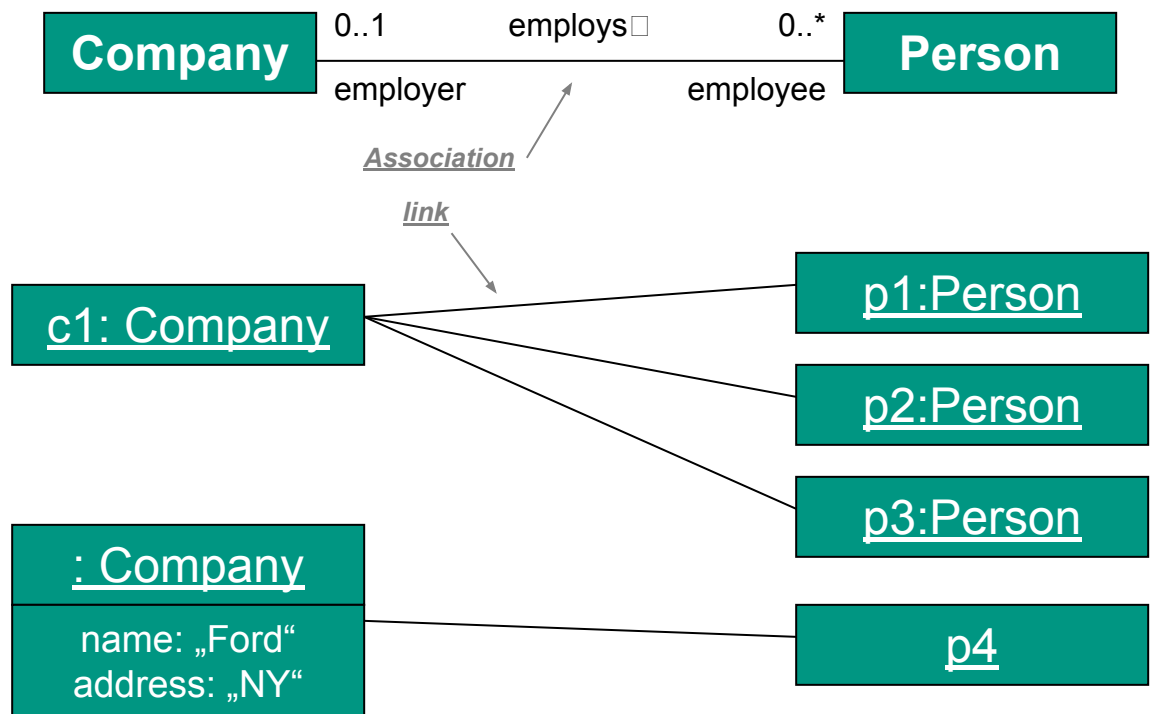 0..1 employs□ 0..*
Company Person
employer employee
Association
link
p1:Person
c1: Company
p2:Person
p3:Person
: Company
name: „Ford“
p4
address: „NY“